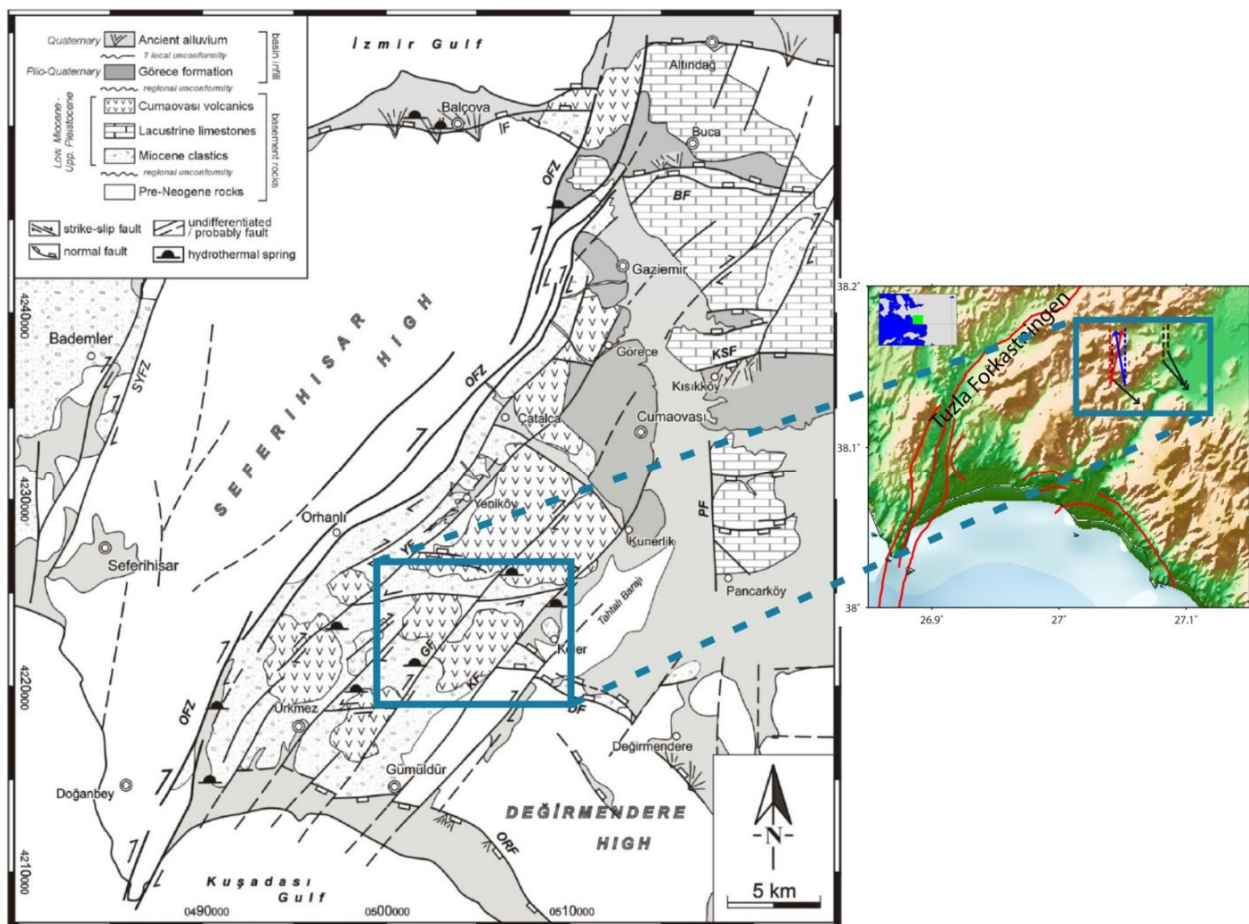 Quaternary
Ancient alluvium
? local unconformity
Plio-Quaternary
Görece formation
regional unconformity
basin infill
Low. Miocene - Upp. Pleistocene
Cumaovası volcanics
Lacustrine limestones
Miocene clastics
regional unconformity
Pre-Neogene rocks
basement rocks
strike-slip fault
undifferentiated
/ probably fault
normal fault
hydrothermal spring
İzmir Gulf
Altındağ
Balçova
IF
Buca
OFZ
BF
Gaziemir
SEFERIHISAR
HIGH
Bademler
SYFZ
OFZ
Görece
KSF
Kısıkköy
Çatalca
Cumaovası
Yeniköy
Orhanlı
YF
PF
Kunerlik
Seferihisar
Pancarköy
Tahtalı Barajı
GF
KF
OFZ
Ürkmez
Değirmendere
Gümüldür
Doğanbey
DEĞİRMENDERE
HIGH
ORF
Kuşadası
Gulf
N
5 km
4240000
4230000
4220000
4210000
0490000
0500000
0510000
38.2°
38.1°
38°
26.9°
27°
27.1°
Tuzla Forkastningen